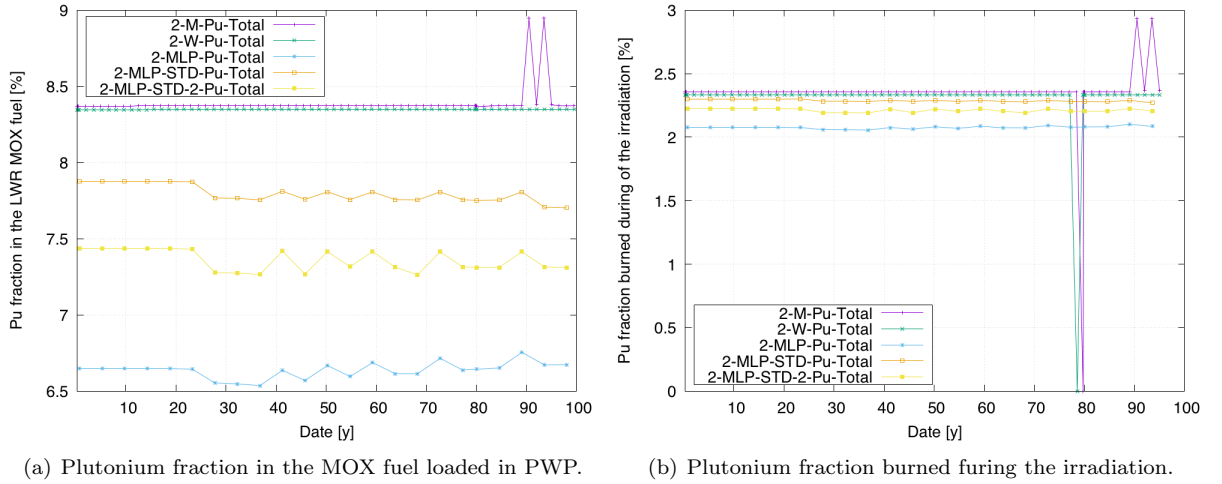 9
8.5
8
7.5
7
6.5
10 20 30 40 50 60 70 80 90 100
Pu fraction in the LWR MOX fuel [%]
Date [y]
2-M-Pu-Total
2-W-Pu-Total
2-MLP-Pu-Total
2-MLP-STD-Pu-Total
2-MLP-STD-2-Pu-Total
(a) Plutonium fraction in the MOX fuel loaded in PWP.
3
2.5
2
1.5
1
0.5
0
10 20 30 40 50 60 70 80 90 100
Pu fraction burned during of the irradiation [%]
Date [y]
2-M-Pu-Total
2-W-Pu-Total
2-MLP-Pu-Total
2-MLP-STD-Pu-Total
2-MLP-STD-2-Pu-Total
(b) Plutonium fraction burned furing the irradiation.